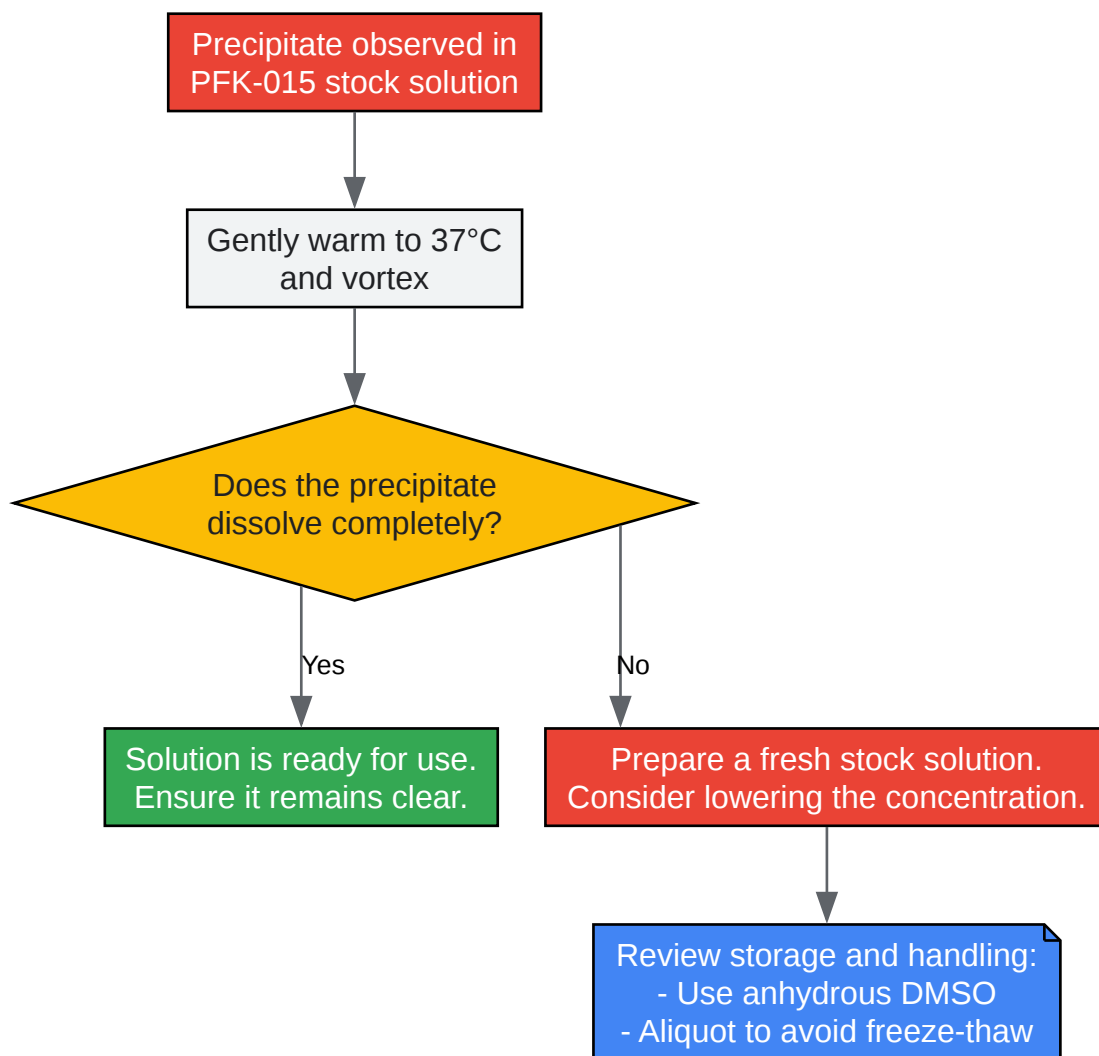 Precipitate observed in
PFK-015 stock solution
Gently warm to 37°C
and vortex
Does the precipitate
dissolve completely?
Yes
No
Solution is ready for use.
Ensure it remains clear.
Prepare a fresh stock solution.
Consider lowering the concentration.
Review storage and handling:
- Use anhydrous DMSO
- Aliquot to avoid freeze-thaw